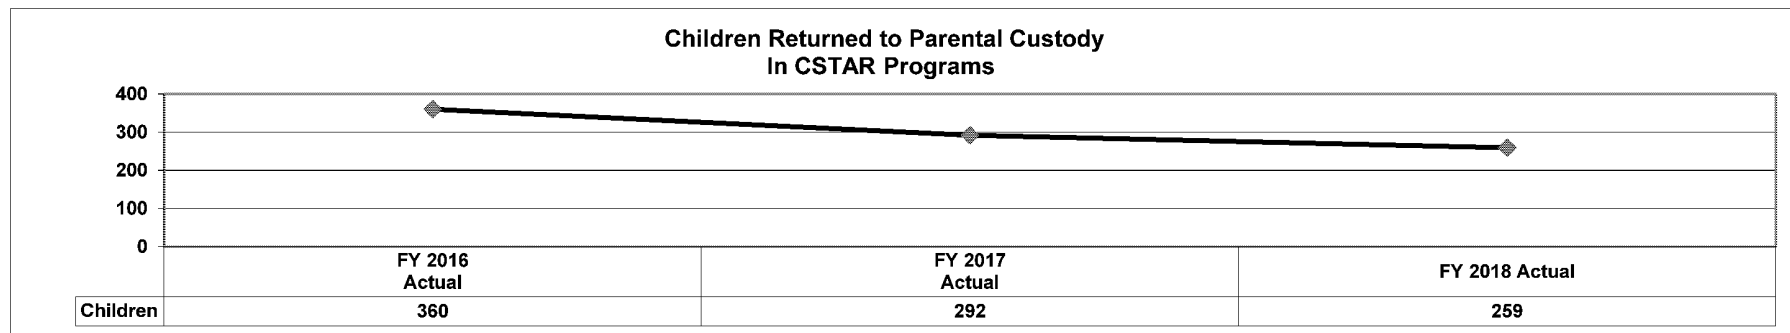 Children Returned to Parental Custody
In CSTAR Programs
400
300
200
100
0
FY 2016
Actual
FY 2017
Actual
FY 2018 Actual
Children 360 292 259